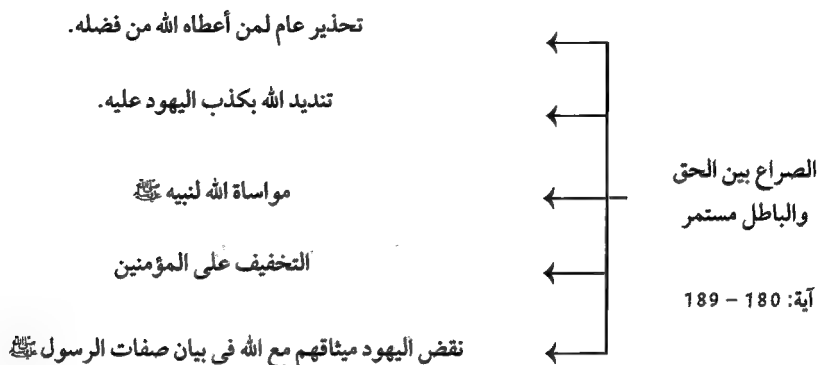 الصراع بين الحق
والباطل مستمر
آية: 180 – 189
تحذير عام لمن أعطاه الله من فضله.
تنديد الله بكذب اليهود عليه.
مواساة الله لنبيه ﷺ
التخفيف على المؤمنين
نقض اليهود ميثاقهم مع الله في بيان صفات الرسول ﷺ